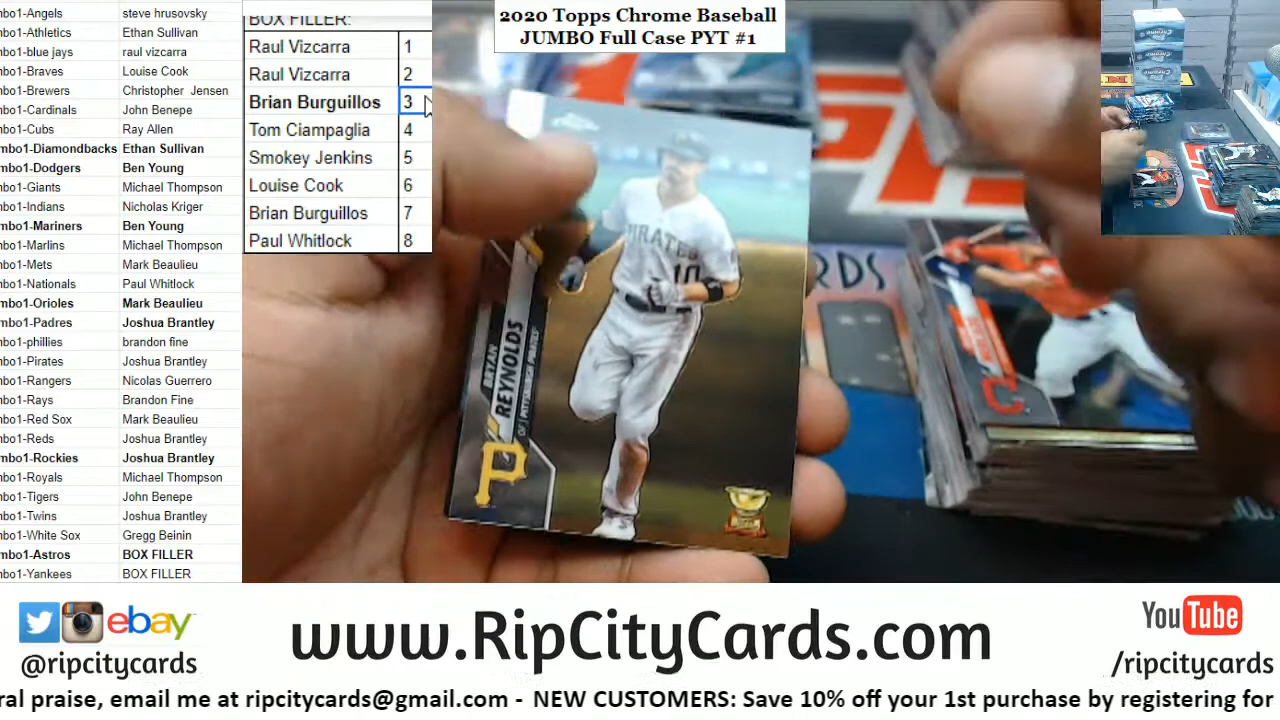 mbo1-Angels steve hrusovsky
mbo1-Athletics Ethan Sullivan
mbo1-blue jays raul vizcarra
mbo1-Braves Louise Cook
mbo1-Brewers Christopher Jensen
mbo1-Cardinals John Benepe
mbo1-Cubs Ray Allen
mbo1-Diamondbacks Ethan Sullivan
mbo1-Dodgers Ben Young
mbo1-Giants Michael Thompson
mbo1-Indians Nicholas Kriger
mbo1-Mariners Ben Young
mbo1-Marlins Michael Thompson
mbo1-Mets Mark Beaulieu
mbo1-Nationals Paul Whitlock
mbo1-Orioles Mark Beaulieu
mbo1-Padres Joshua Brantley
mbo1-phillies brandon fine
mbo1-Pirates Joshua Brantley
mbo1-Rangers Nicolas Guerrero
mbo1-Rays Brandon Fine
mbo1-Red Sox Mark Beaulieu
mbo1-Reds Joshua Brantley
mbo1-Rockies Joshua Brantley
mbo1-Royals Michael Thompson
mbo1-Tigers John Benepe
mbo1-Twins Joshua Brantley
mbo1-White Sox Gregg Beinin
mbo1-Astros BOX FILLER
mbo1-Yankees BOX FILLER
BOX FILLER:
Raul Vizcarra 1
Raul Vizcarra 2
Brian Burguillos 3
Tom Ciampaglia 4
Smokey Jenkins 5
Louise Cook 6
Brian Burguillos 7
Paul Whitlock 8
2020 Topps Chrome Baseball
JUMBO Full Case PYT #1
PIRATES
10
BRYAN
REYNOLDS
OF | PITTSBURGH PIRATES
P
RDS
C
ebay
@ripcitycards
www.RipCityCards.com
YouTube
/ripcitycards
ral praise, email me at ripcitycards@gmail.com - NEW CUSTOMERS: Save 10% off your 1st purchase by registering for